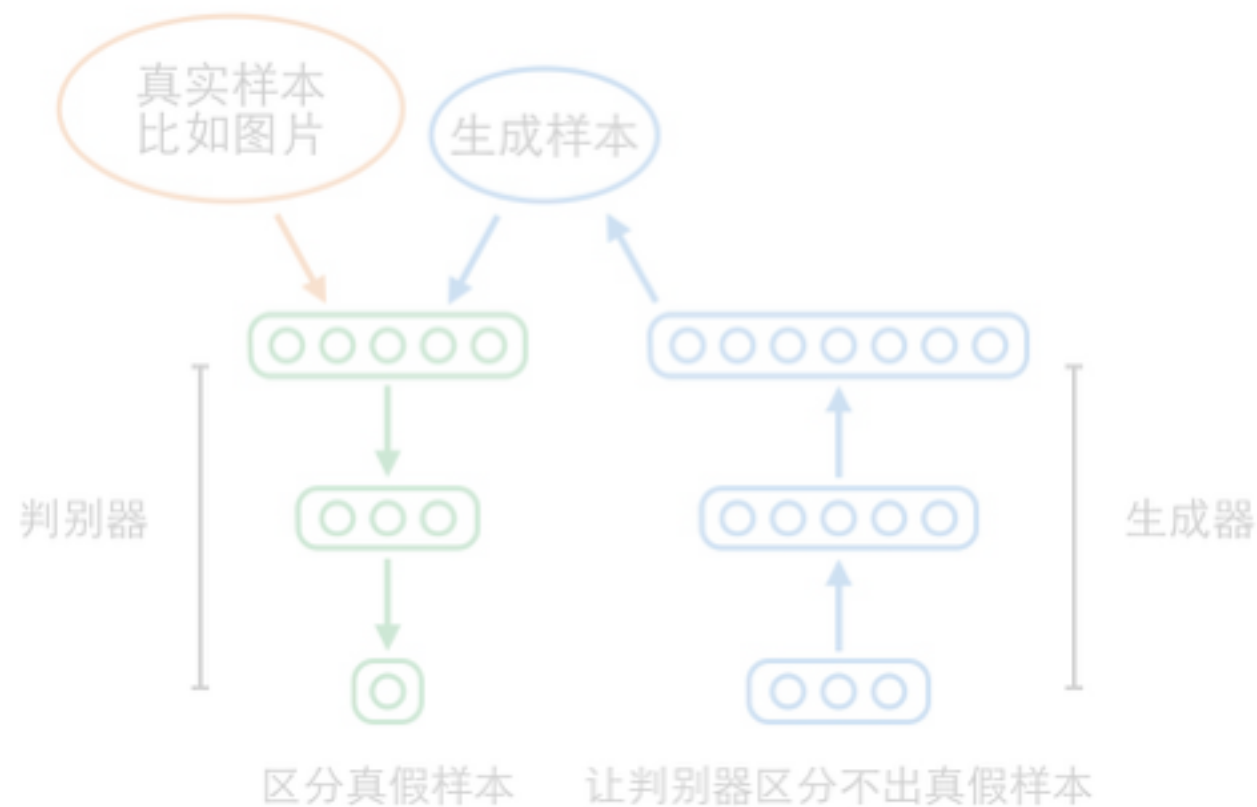 真实样本
比如图片
生成样本
判别器
生成器
区分真假样本
让判别器区分不出真假样本